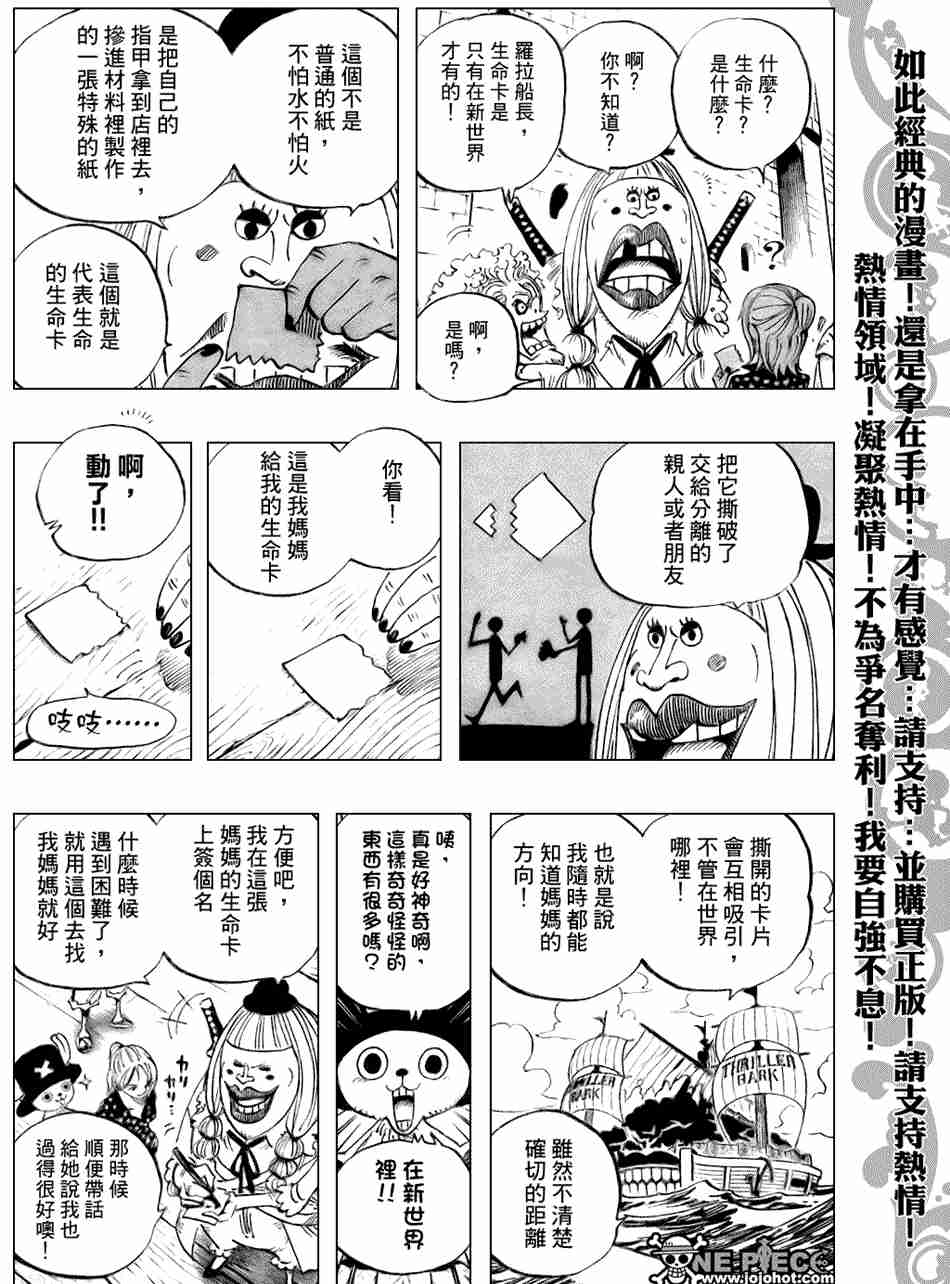 什麼?
生命卡?
是什麼?
啊?
你不知道?
羅拉船長,
生命卡是
只有在新世界
才有的!
啊,
是嗎?
這個不是
普通的紙,
不怕水不怕火
是把自己的
指甲拿到店裡去,
摻進材料裡製作
的一張特殊的紙
這個就是
代表生命
的生命卡
把它撕破了
交給分離的
親人或者朋友
你看!
這是我媽媽
給我的生命卡
啊,
動了!!
吱吱……
撕開的卡片
會互相吸引,
不管在世界
哪裡!
也就是說
我隨時都能
知道媽媽的
方向!
THRILLER
BARK
THRILLER
BARK
雖然不清楚
確切的距離
咦,
真是好神奇啊,
這樣奇奇怪怪的
東西有很多嗎?
在新世界
裡!!
方便吧,
我在這張
媽媽的生命卡
上簽個名
什麼時候
遇到困難了,
就用這個去找
我媽媽就好
カリ
カリ
那時候
順便帶話
給她說我也
過得很好噢!
如此經典的漫畫!還是拿在手中…才有感覺…請支持…並購買正版!!請支持熱情!
熱情領域!凝聚熱情!不為爭名奪利!我要自強不息!
ONE PIECE
www.jojohot.com